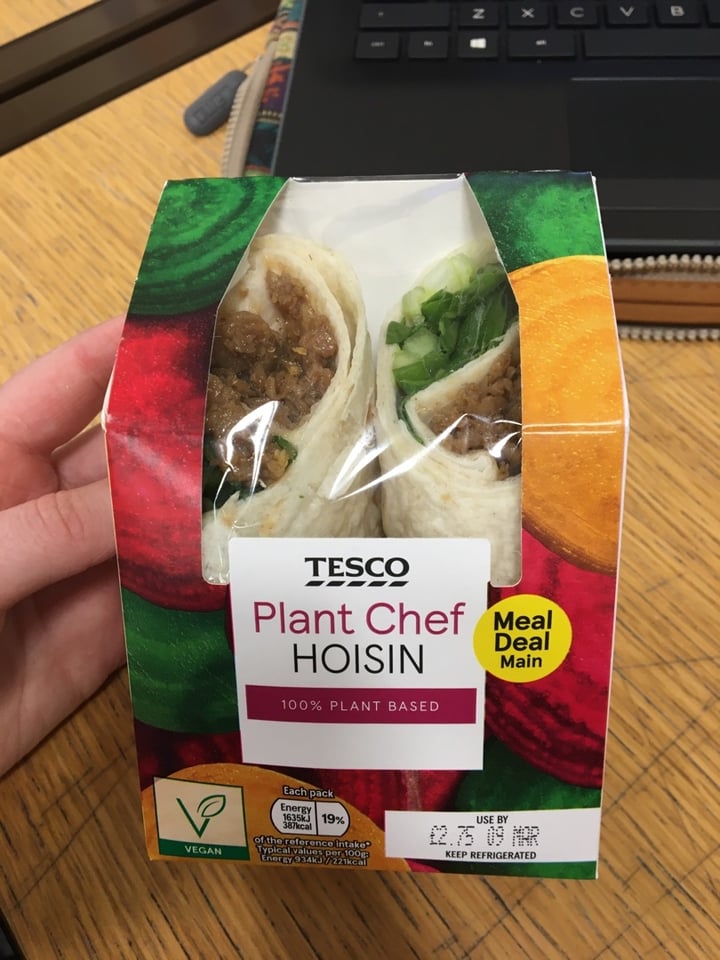 Z X C V B
TESCO
Plant Chef
HOISIN
100% PLANT BASED
Meal
Deal
Main
VEGAN
Each pack
Energy
1635kJ
387kcal
19%
of the reference intake*
Typical values per 100g:
Energy 934kJ / 221kcal
USE BY
£2.75 09 MAR
KEEP REFRIGERATED